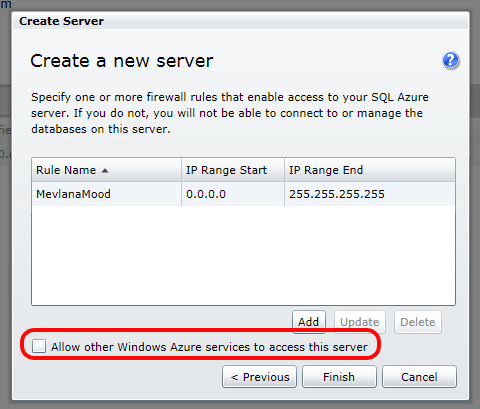 m
Create Server
Create a new server
?
Specify one or more firewall rules that enable access to your SQL Azure
server. If you do, you will not be able to connect to or manage the
databases on this server.
Rule Name IP Range Start IP Range End
MevlanaMood 0.0.0.0 255.255.255.255
Add Update Delete
Allow other Windows Azure services to access this server
< Previous Finish Cancel